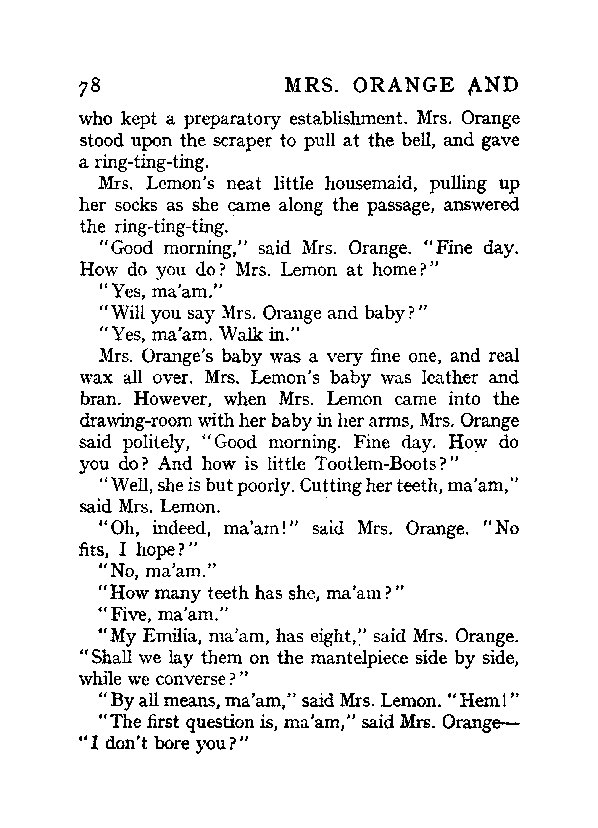 78 MRS. ORANGE AND
who kept a preparatory establishment. Mrs. Orange
stood upon the scraper to pull at the bell, and gave
a ring-ting-ting.
Mrs. Lemon's neat little housemaid, pulling up
her socks as she came along the passage, answered
the ring-ting-ting.
"Good morning," said Mrs. Orange. "Fine day.
How do you do? Mrs. Lemon at home?"
"Yes, ma'am."
"Will you say Mrs. Orange and baby?"
"Yes, ma'am. Walk in."
Mrs. Orange's baby was a very fine one, and real
wax all over. Mrs. Lemon's baby was leather and
bran. However, when Mrs. Lemon came into the
drawing-room with her baby in her arms, Mrs. Orange
said politely, "Good morning. Fine day. How do
you do? And how is little Tootlem-Boots?"
"Well, she is but poorly. Cutting her teeth, ma'am,"
said Mrs. Lemon.
"Oh, indeed, ma'am!" said Mrs. Orange. "No
fits, I hope?"
"No, ma'am."
"How many teeth has she, ma'am?"
"Five, ma'am."
"My Emilia, ma'am, has eight," said Mrs. Orange.
"Shall we lay them on the mantelpiece side by side,
while we converse?"
"By all means, ma'am," said Mrs. Lemon. "Hem!"
"The first question is, ma'am," said Mrs. Orange—
"I don't bore you?"